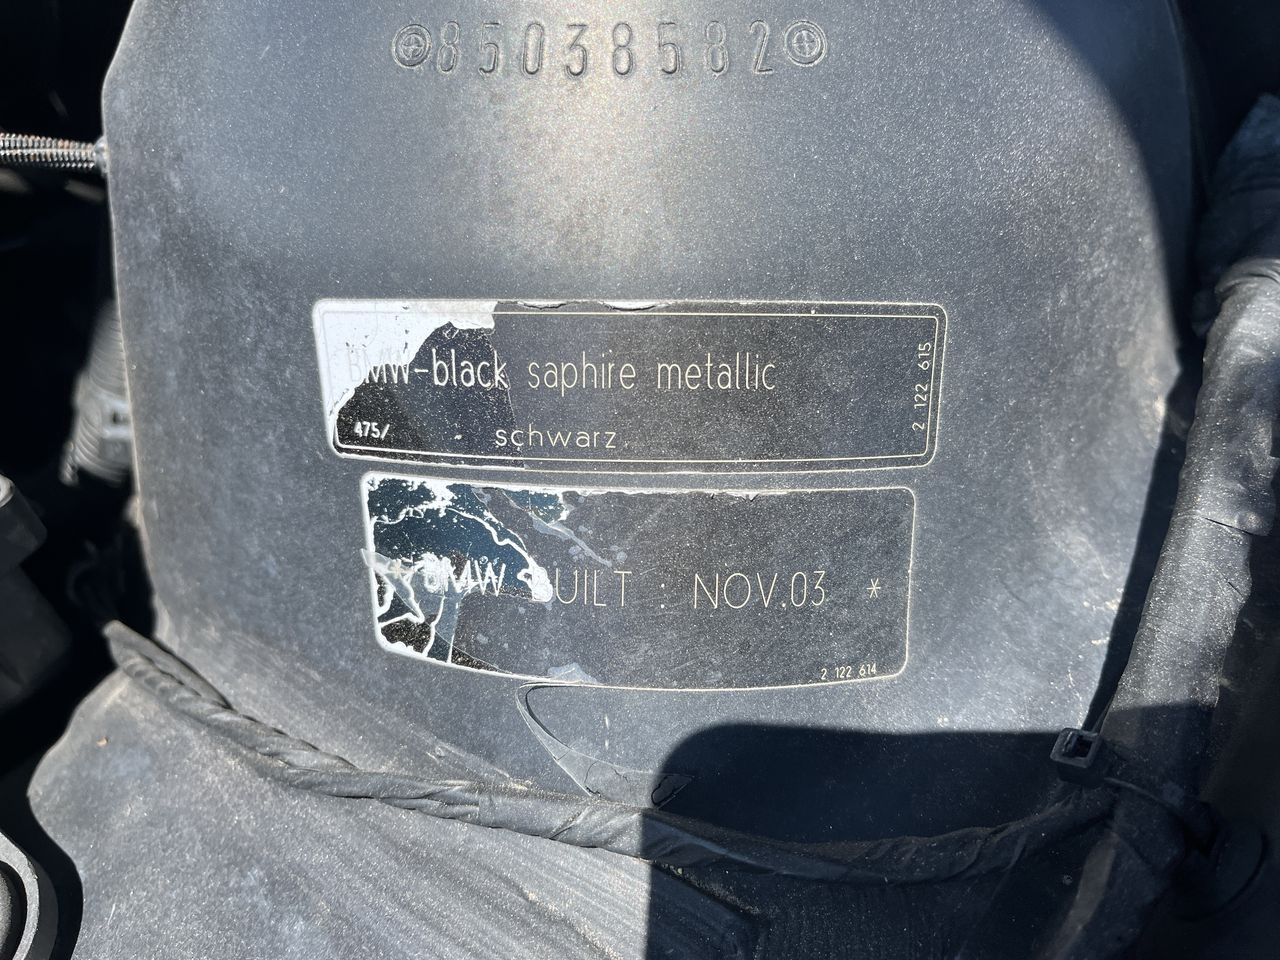 85038582
BMW-black saphire metallic
475/ schwarz.
2 122 615
* BMW BUILT : NOV.03 *
2 122 614